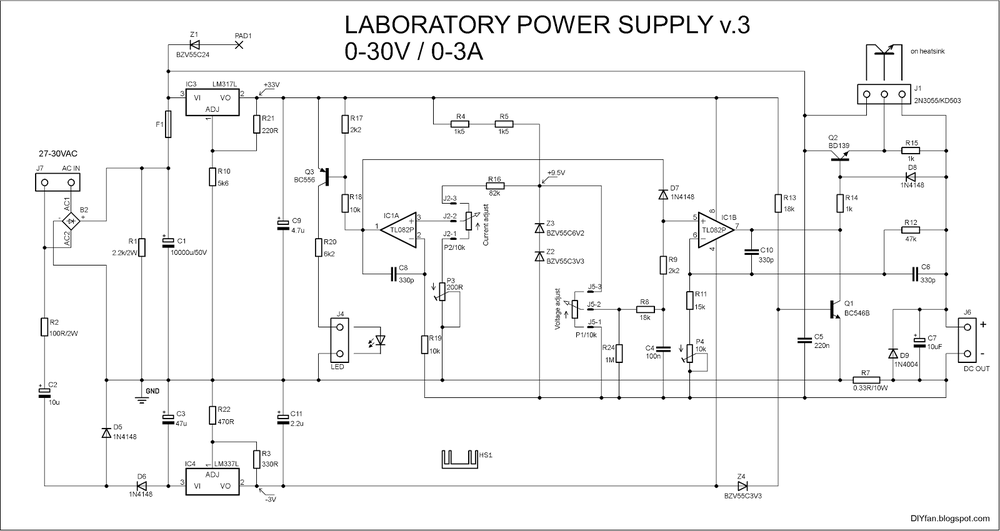 LABORATORY POWER SUPPLY v.3
0-30V / 0-3A
Z1
BZV55C24
PAD1
on heatsink
J1
2N3055/KD503
IC3
LM317L
VI
VO
ADJ
3
2
1
+33V
F1
R21
220R
R10
5k6
27-30VAC
J7
AC IN
AC1
AC2
B2
R1
2.2k/2W
C1
10000u/50V
R2
100R/2W
C2
10u
GND
D5
1N4148
D6
1N4148
C3
47u
R22
470R
IC4
LM337L
ADJ
VI
VO
3
2
1
R3
330R
-3V
C11
2.2u
C9
4.7u
Q3
BC556
R17
2k2
R18
10k
R20
6k2
J4
LED
R4
1k5
R5
1k5
R16
82k
+9.5V
J2-3
J2-2
J2-1
P2/10k
Current adjust
IC1A
TL082P
1
3
2
C8
330p
P3
200R
R19
10k
Z3
BZV55C6V2
Z2
BZV55C3V3
Voltage adjust
J5-3
J5-2
J5-1
P1/10k
R24
1M
R8
18k
C4
100n
D7
1N4148
R9
2k2
IC1B
TL082P
5
6
7
8
4
R11
15k
P4
10k
C10
330p
R13
18k
Q2
BD139
R15
1k
D8
1N4148
R14
1k
R12
47k
C6
330p
Q1
BC546B
C5
220n
D9
1N4004
C7
10uF
J6
+
-
DC OUT
R7
0.33R/10W
HS1
Z4
BZV55C3V3
DIYfan.blogspot.com